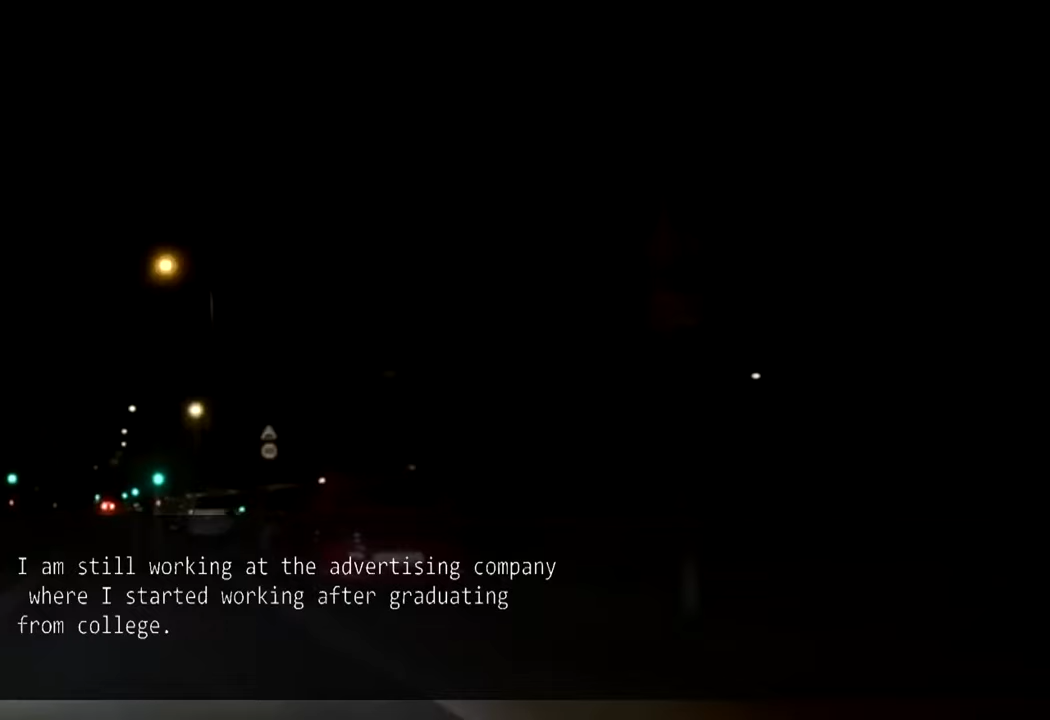 I am still working at the advertising company
where I started working after graduating
from college.